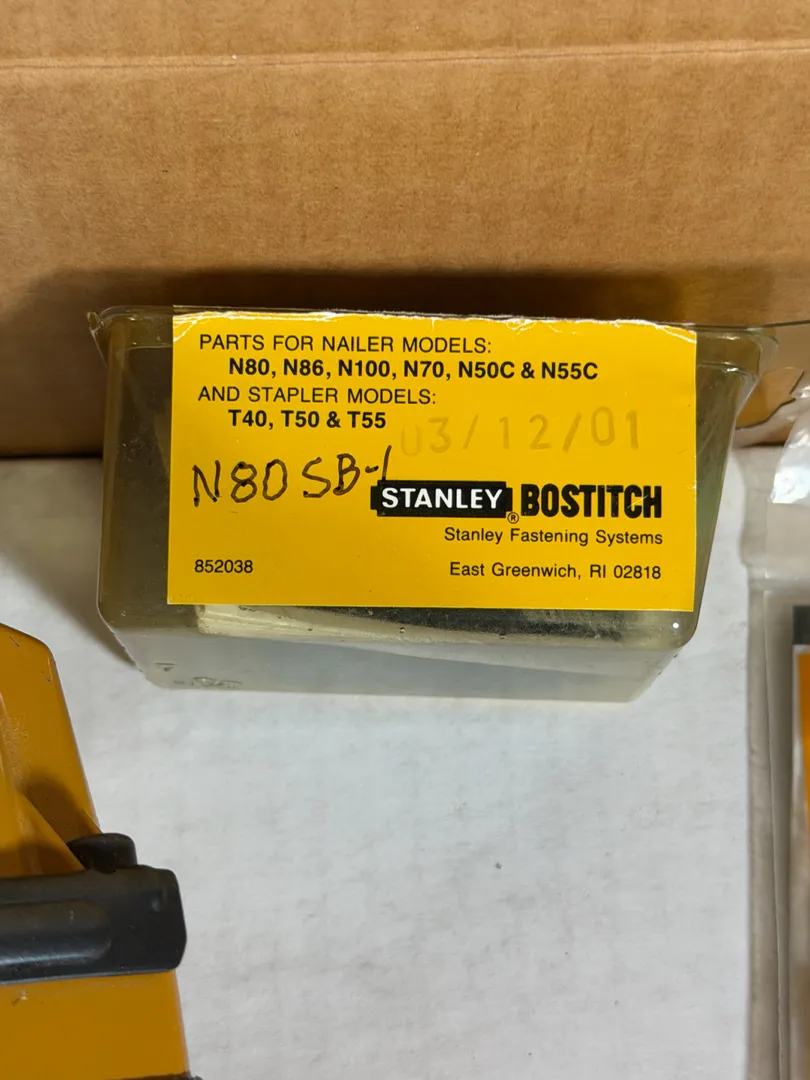 PARTS FOR NAILER MODELS:
N80, N86, N100, N70, N50C & N55C
AND STAPLER MODELS:
T40, T50 & T55
03/12/01
N80SB-1
STANLEY® BOSTITCH
Stanley Fastening Systems
852038
East Greenwich, RI 02818